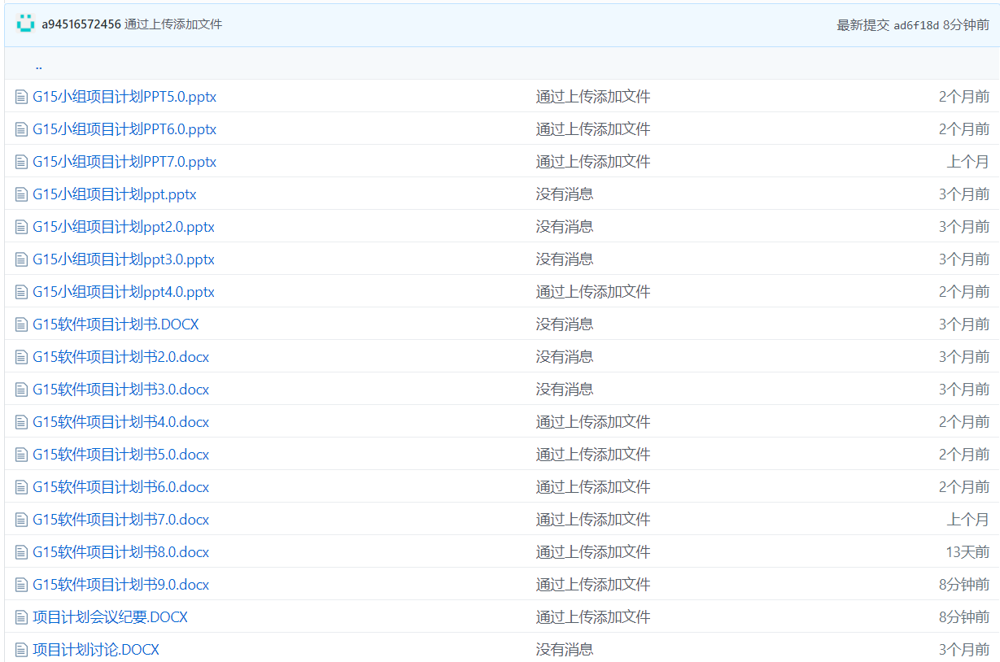 a94516572456 通过上传添加文件 最新提交 ad6f18d 8分钟前
..
G15小组项目计划PPT5.0.pptx 通过上传添加文件 2个月前
G15小组项目计划PPT6.0.pptx 通过上传添加文件 2个月前
G15小组项目计划PPT7.0.pptx 通过上传添加文件 上个月
G15小组项目计划ppt.pptx 没有消息 3个月前
G15小组项目计划ppt2.0.pptx 没有消息 3个月前
G15小组项目计划ppt3.0.pptx 没有消息 3个月前
G15小组项目计划ppt4.0.pptx 通过上传添加文件 2个月前
G15软件项目计划书.DOCX 没有消息 3个月前
G15软件项目计划书2.0.docx 没有消息 3个月前
G15软件项目计划书3.0.docx 没有消息 3个月前
G15软件项目计划书4.0.docx 通过上传添加文件 2个月前
G15软件项目计划书5.0.docx 通过上传添加文件 2个月前
G15软件项目计划书6.0.docx 通过上传添加文件 2个月前
G15软件项目计划书7.0.docx 通过上传添加文件 上个月
G15软件项目计划书8.0.docx 通过上传添加文件 13天前
G15软件项目计划书9.0.docx 通过上传添加文件 8分钟前
项目计划会议纪要.DOCX 通过上传添加文件 8分钟前
项目计划讨论.DOCX 没有消息 3个月前